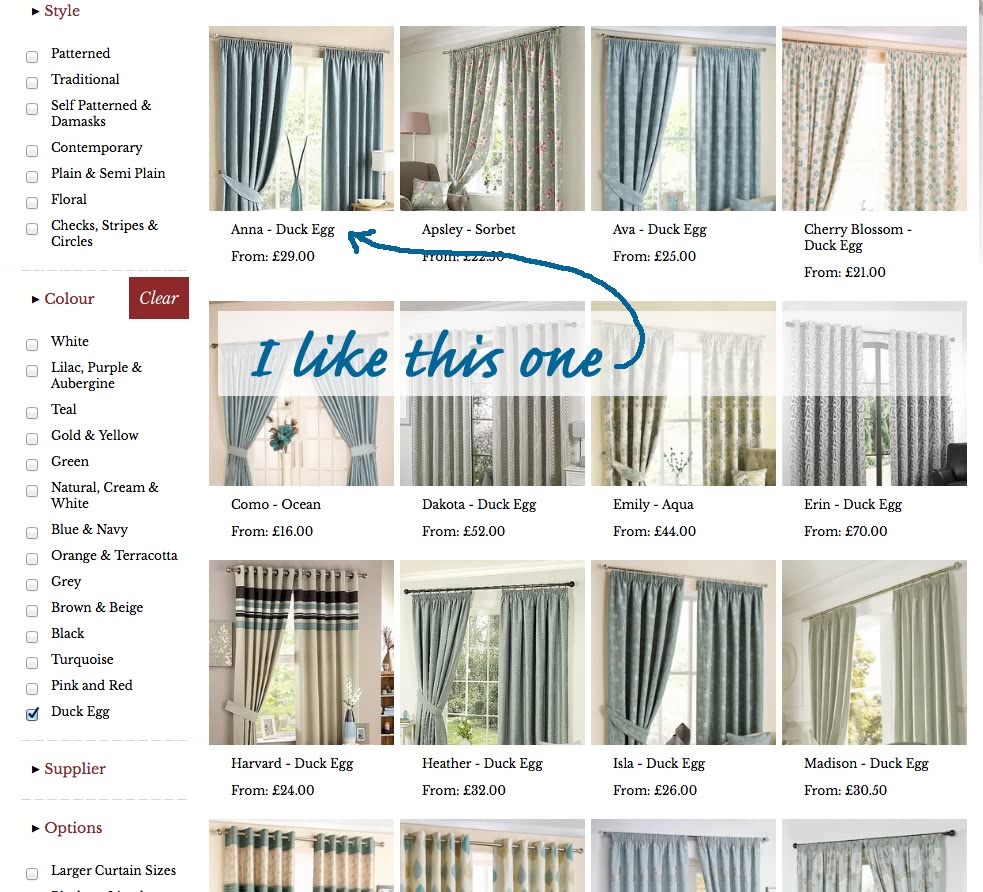 Style
Patterned
Traditional
Self Patterned &
Damasks
Contemporary
Plain & Semi Plain
Floral
Checks, Stripes &
Circles
Colour
Clear
White
Lilac, Purple &
Aubergine
Teal
Gold & Yellow
Green
Natural, Cream &
White
Blue & Navy
Orange & Terracotta
Grey
Brown & Beige
Black
Turquoise
Pink and Red
Duck Egg
Supplier
Options
Larger Curtain Sizes
Anna - Duck Egg
From: £29.00
Apsley - Sorbet
From: £22.50
Ava - Duck Egg
From: £25.00
Cherry Blossom -
Duck Egg
From: £21.00
I like this one
Como - Ocean
From: £16.00
Dakota - Duck Egg
From: £52.00
Emily - Aqua
From: £44.00
Erin - Duck Egg
From: £70.00
Harvard - Duck Egg
From: £24.00
Heather - Duck Egg
From: £32.00
Isla - Duck Egg
From: £26.00
Madison - Duck Egg
From: £30.50